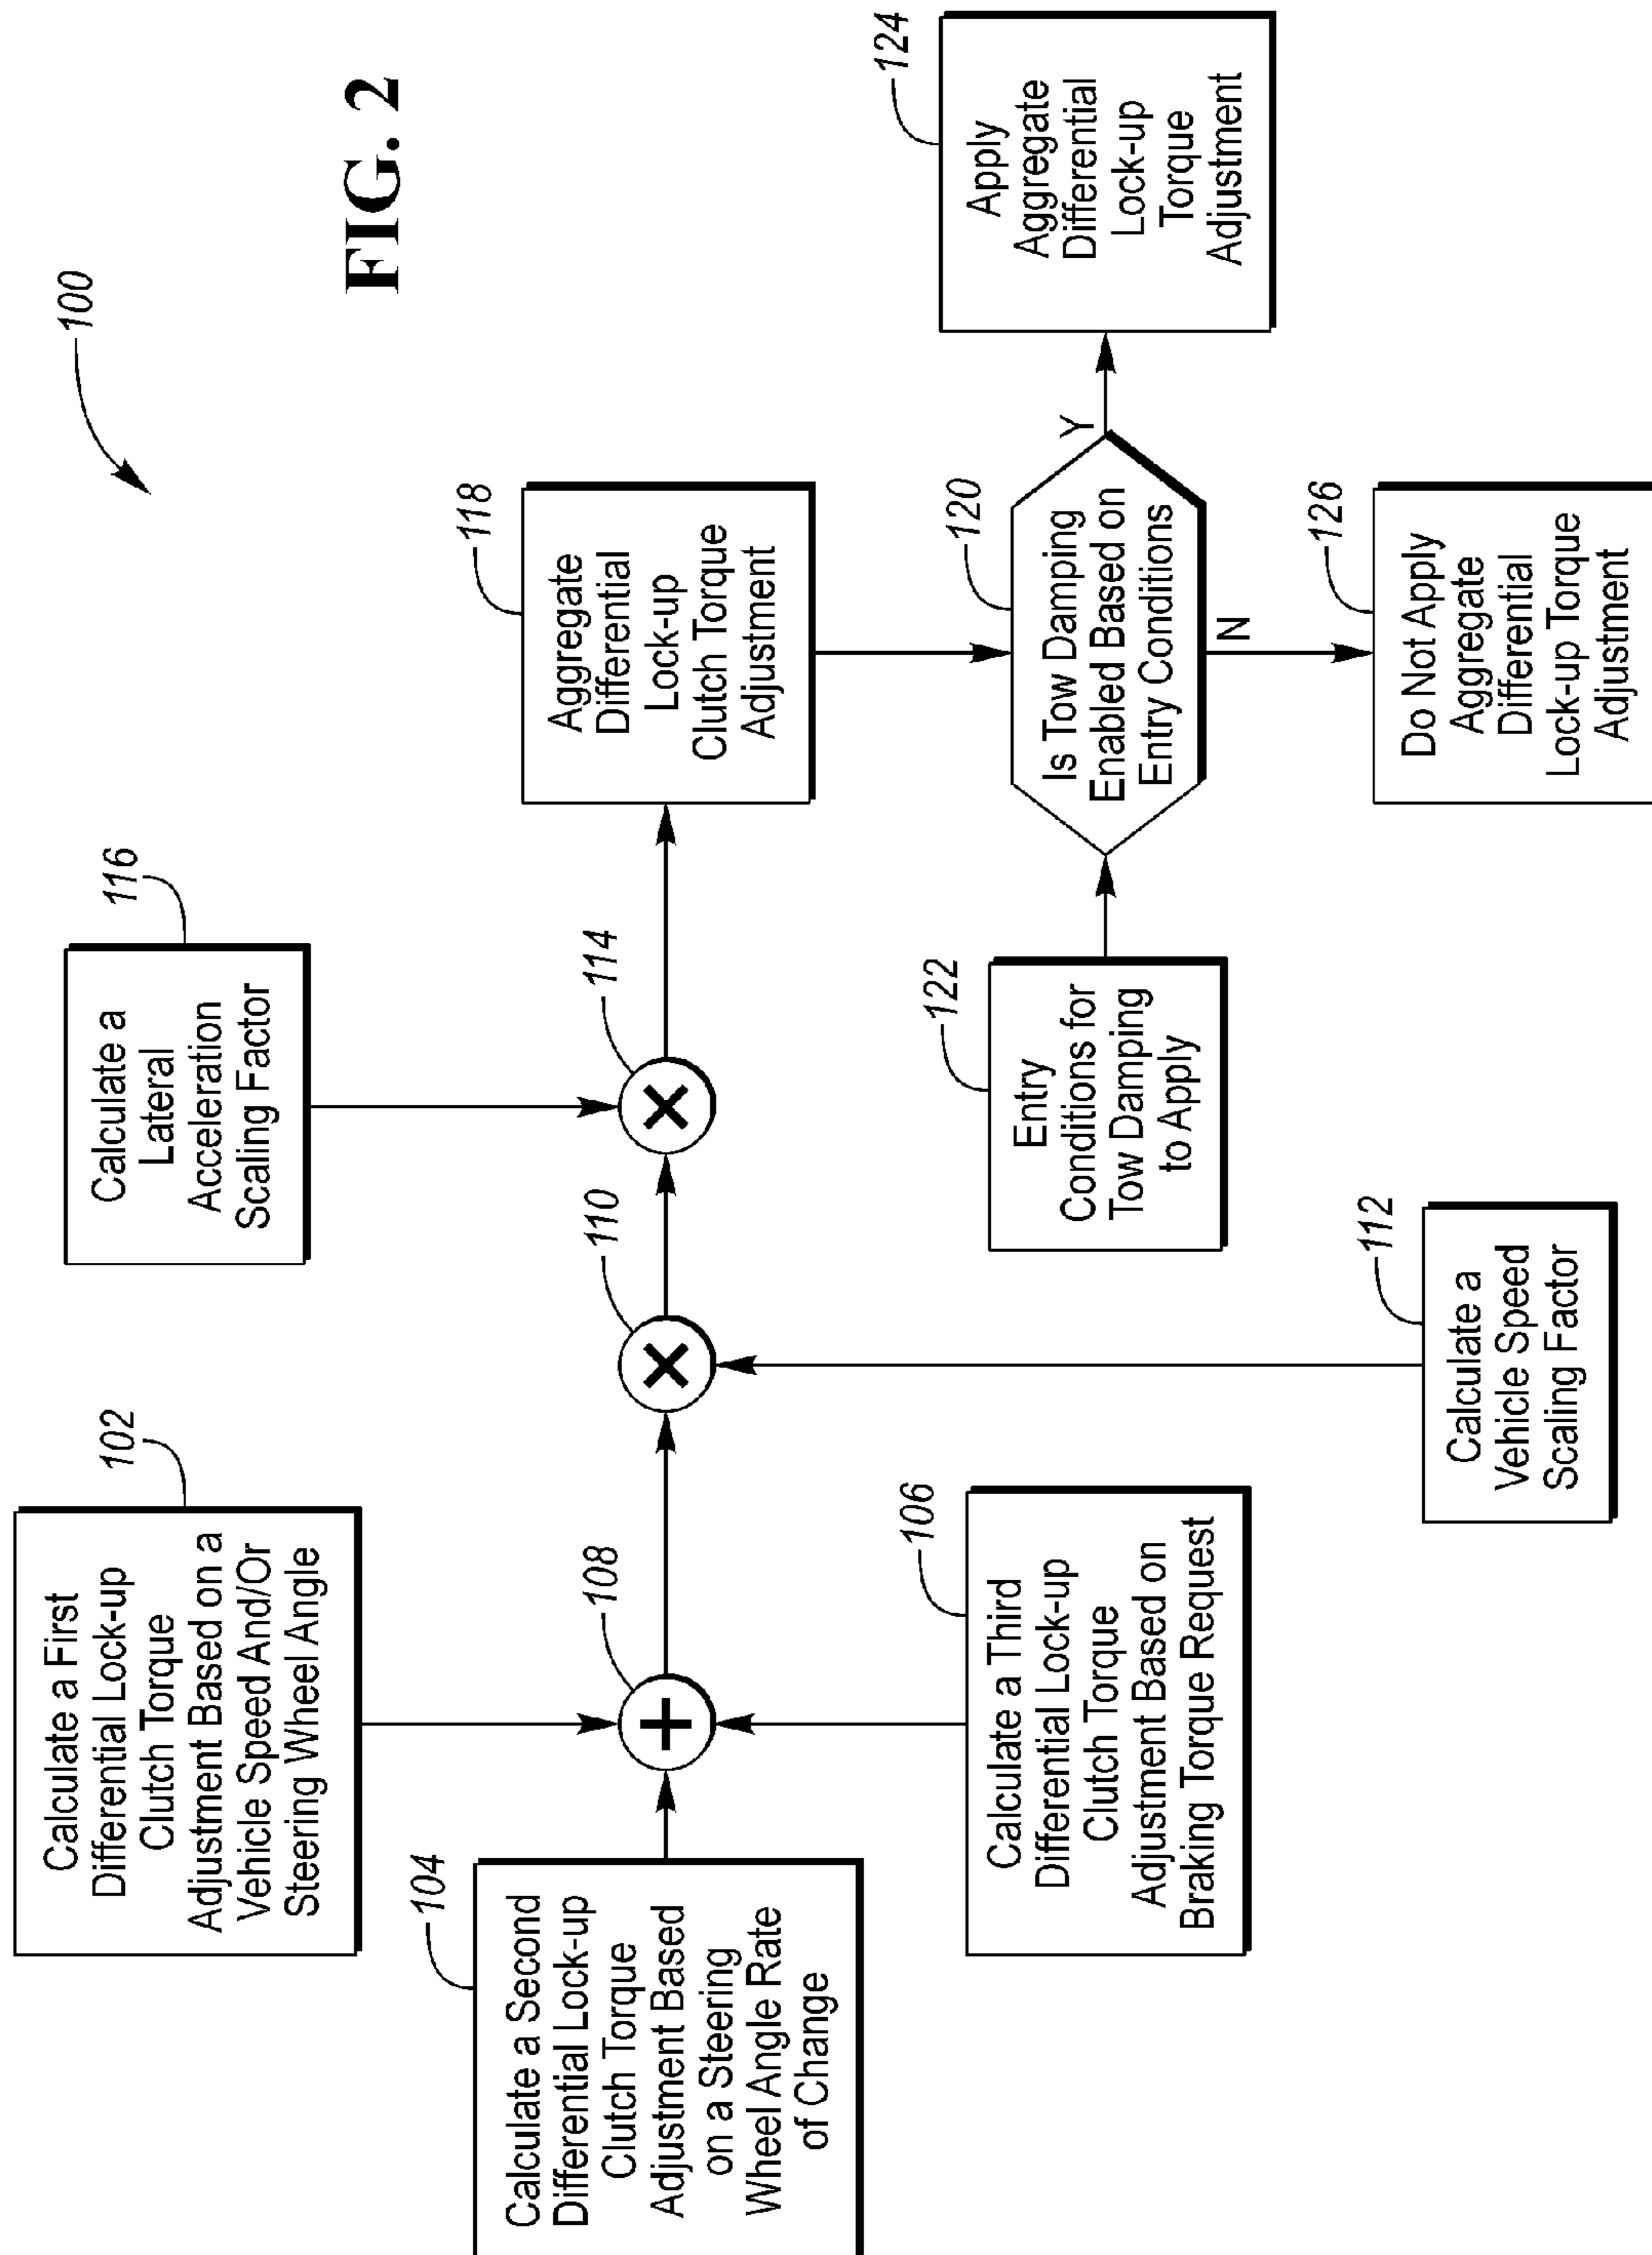 100
FIG. 2
102
Calculate a First
Differential Lock-up
Clutch Torque
Adjustment Based on a
Vehicle Speed And/Or
Steering Wheel Angle
104
Calculate a Second
Differential Lock-up
Clutch Torque
Adjustment Based
on a Steering
Wheel Angle Rate
of Change
106
Calculate a Third
Differential Lock-up
Clutch Torque
Adjustment Based on
Braking Torque Request
108
+
110
×
112
Calculate a
Vehicle Speed
Scaling Factor
114
×
116
Calculate a
Lateral
Acceleration
Scaling Factor
118
Aggregate
Differential
Lock-up
Clutch Torque
Adjustment
120
Is Tow Damping
Enabled Based on
Entry Conditions
Y
N
122
Entry
Conditions for
Tow Damping
to Apply
124
Apply
Aggregate
Differential
Lock-up
Torque
Adjustment
126
Do Not Apply
Aggregate
Differential
Lock-up Torque
Adjustment